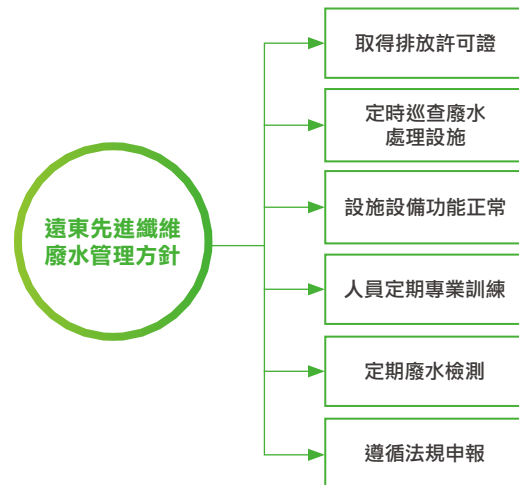 遠東先進纖維
廢水管理方針
取得排放許可證
定時巡查廢水
處理設施
設施設備功能正常
人員定期專業訓練
定期廢水檢測
遵循法規申報